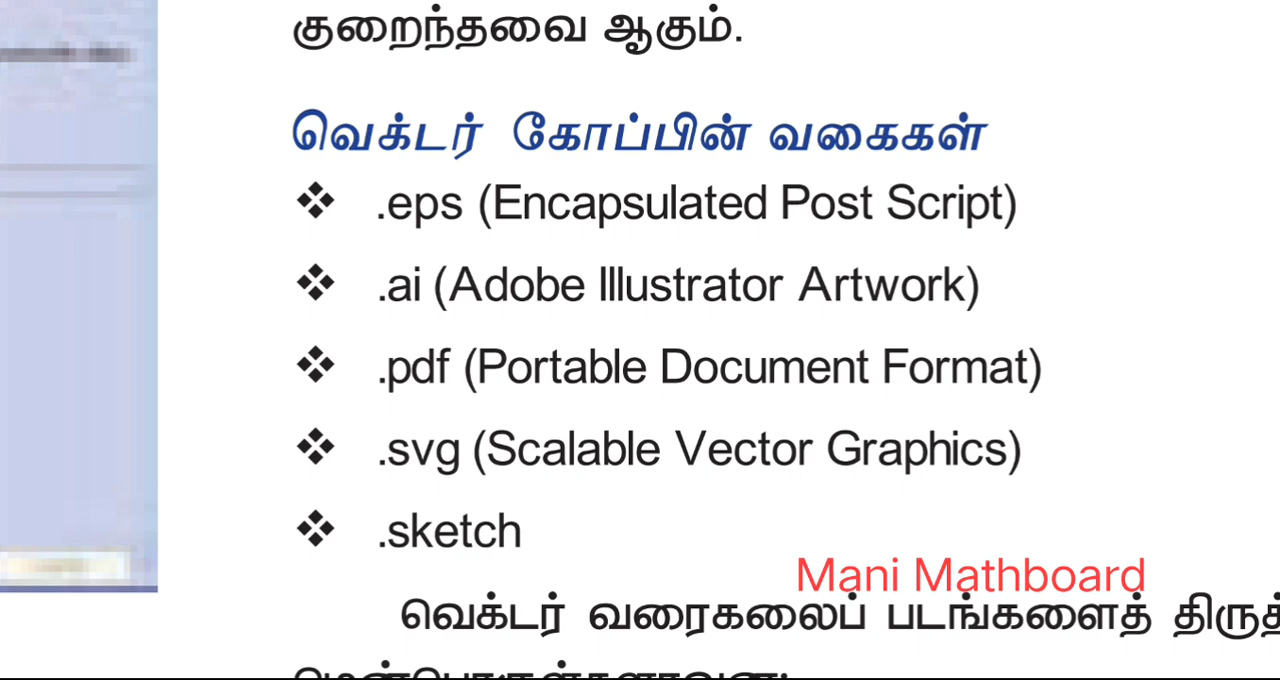 குறைந்தவை ஆகும்.
வெக்டர் கோப்பின் வகைகள்
❖ .eps (Encapsulated Post Script)
❖ .ai (Adobe Illustrator Artwork)
❖ .pdf (Portable Document Format)
❖ .svg (Scalable Vector Graphics)
❖ .sketch
Mani Mathboard
வெக்டர் வரைகலைப் படங்களைத்